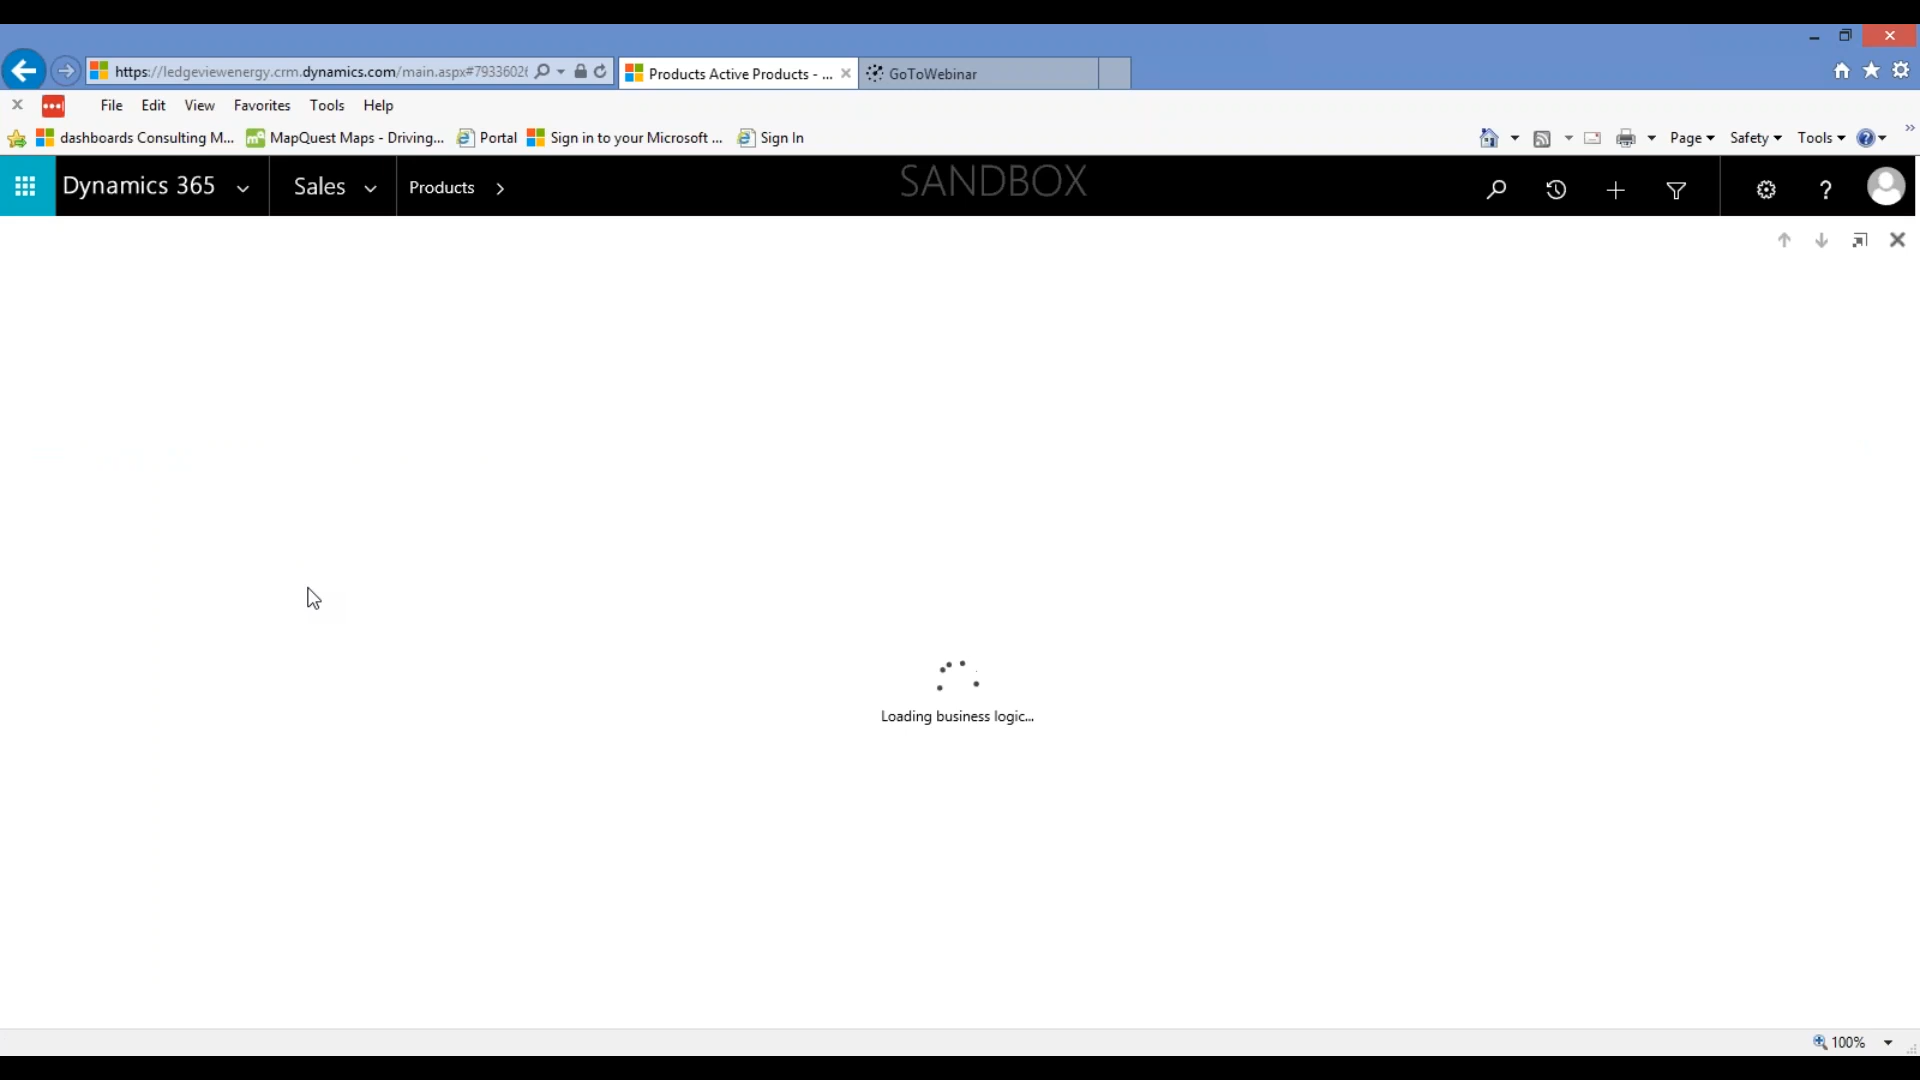 https://ledgeviewenergy.crm.dynamics.com/main.aspx#7933602
Products Active Products - ...
GoToWebinar
File Edit View Favorites Tools Help
dashboards Consulting M... MapQuest Maps - Driving... Portal Sign in to your Microsoft ... Sign In Page Safety Tools
Dynamics 365 Sales Products SANDBOX
Loading business logic...
100%